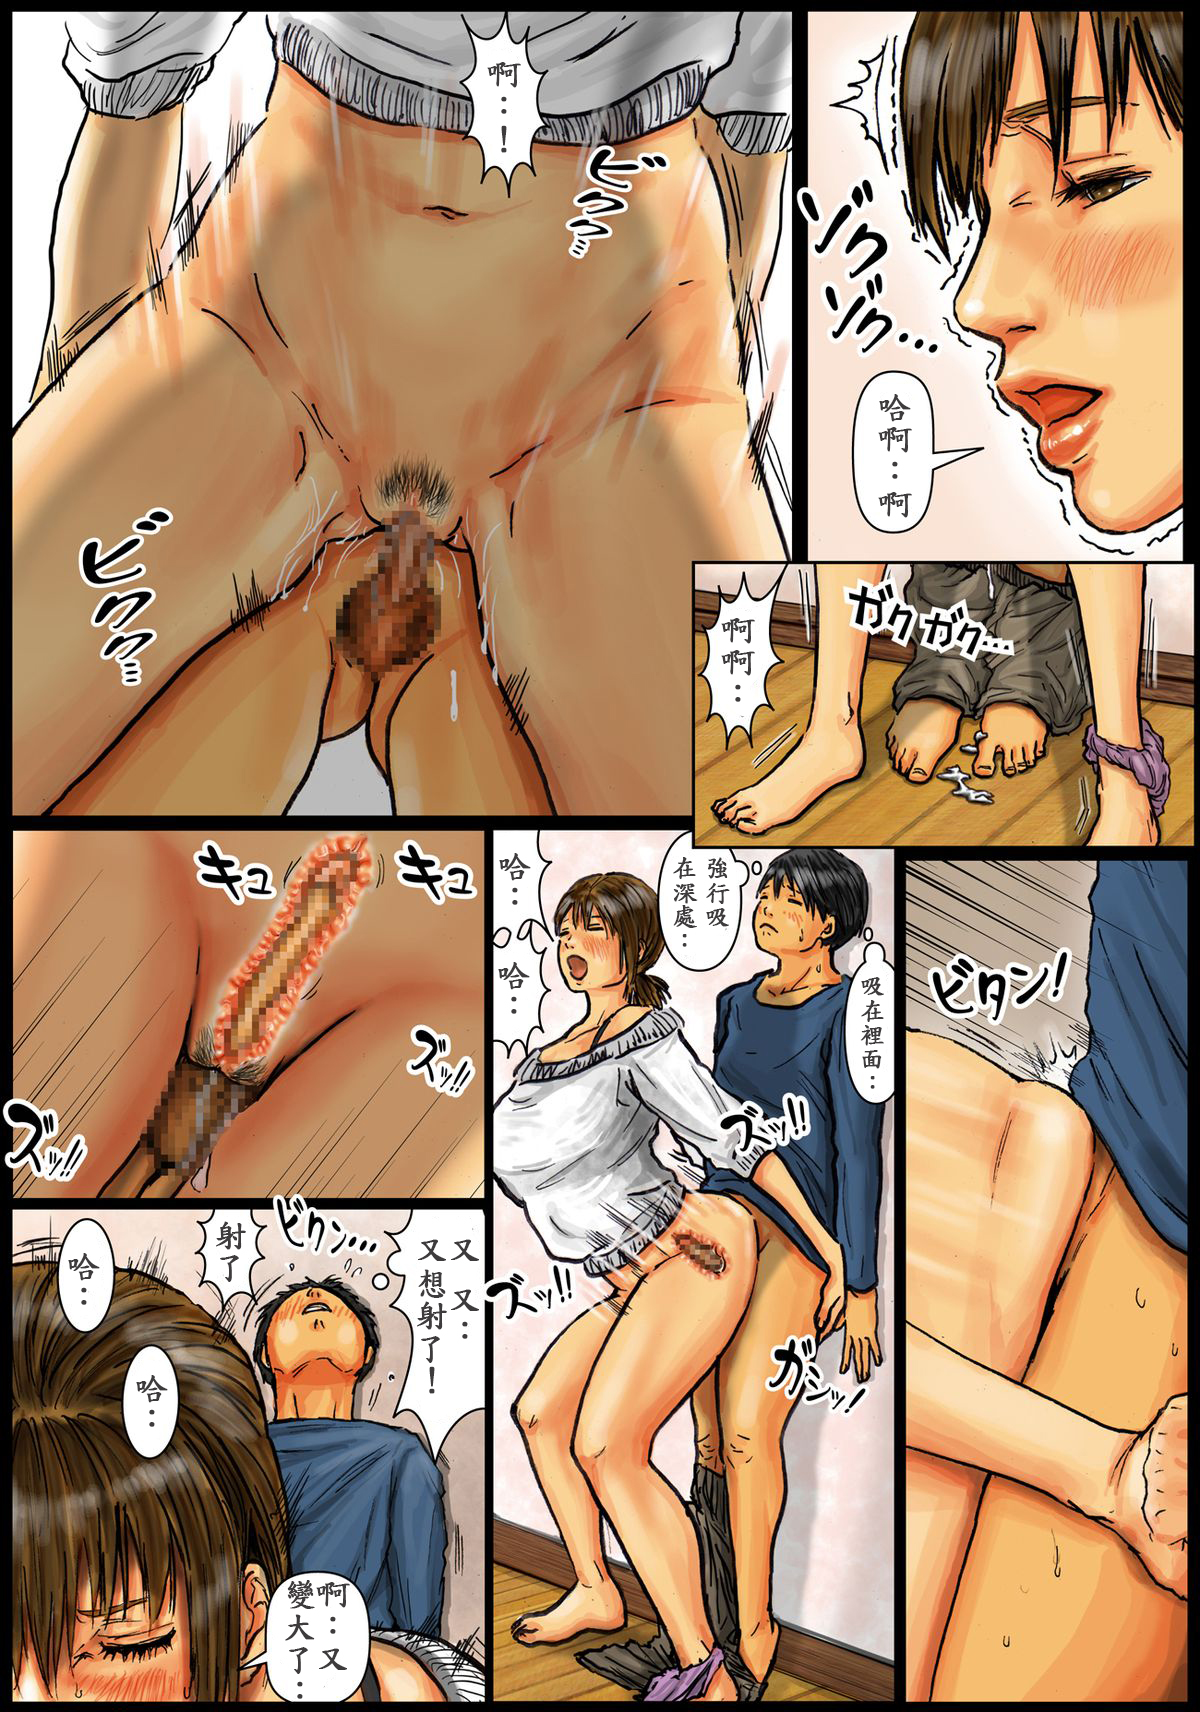 ゾクゾク…
哈啊‥啊
啊‥!
ビクッ
ビクッ
啊
啊‥
ガクガク…
ビタン!
強行吸
在深處‥
吸在裡面‥
哈‥
哈‥
ズッ!!
ズッ!!
ガシッ!
キュ
キュ
ズッ!!
ズッ!!
又又‥
又想射了!
ビクン…
射了
哈‥
哈‥
啊‥又
變大了‥